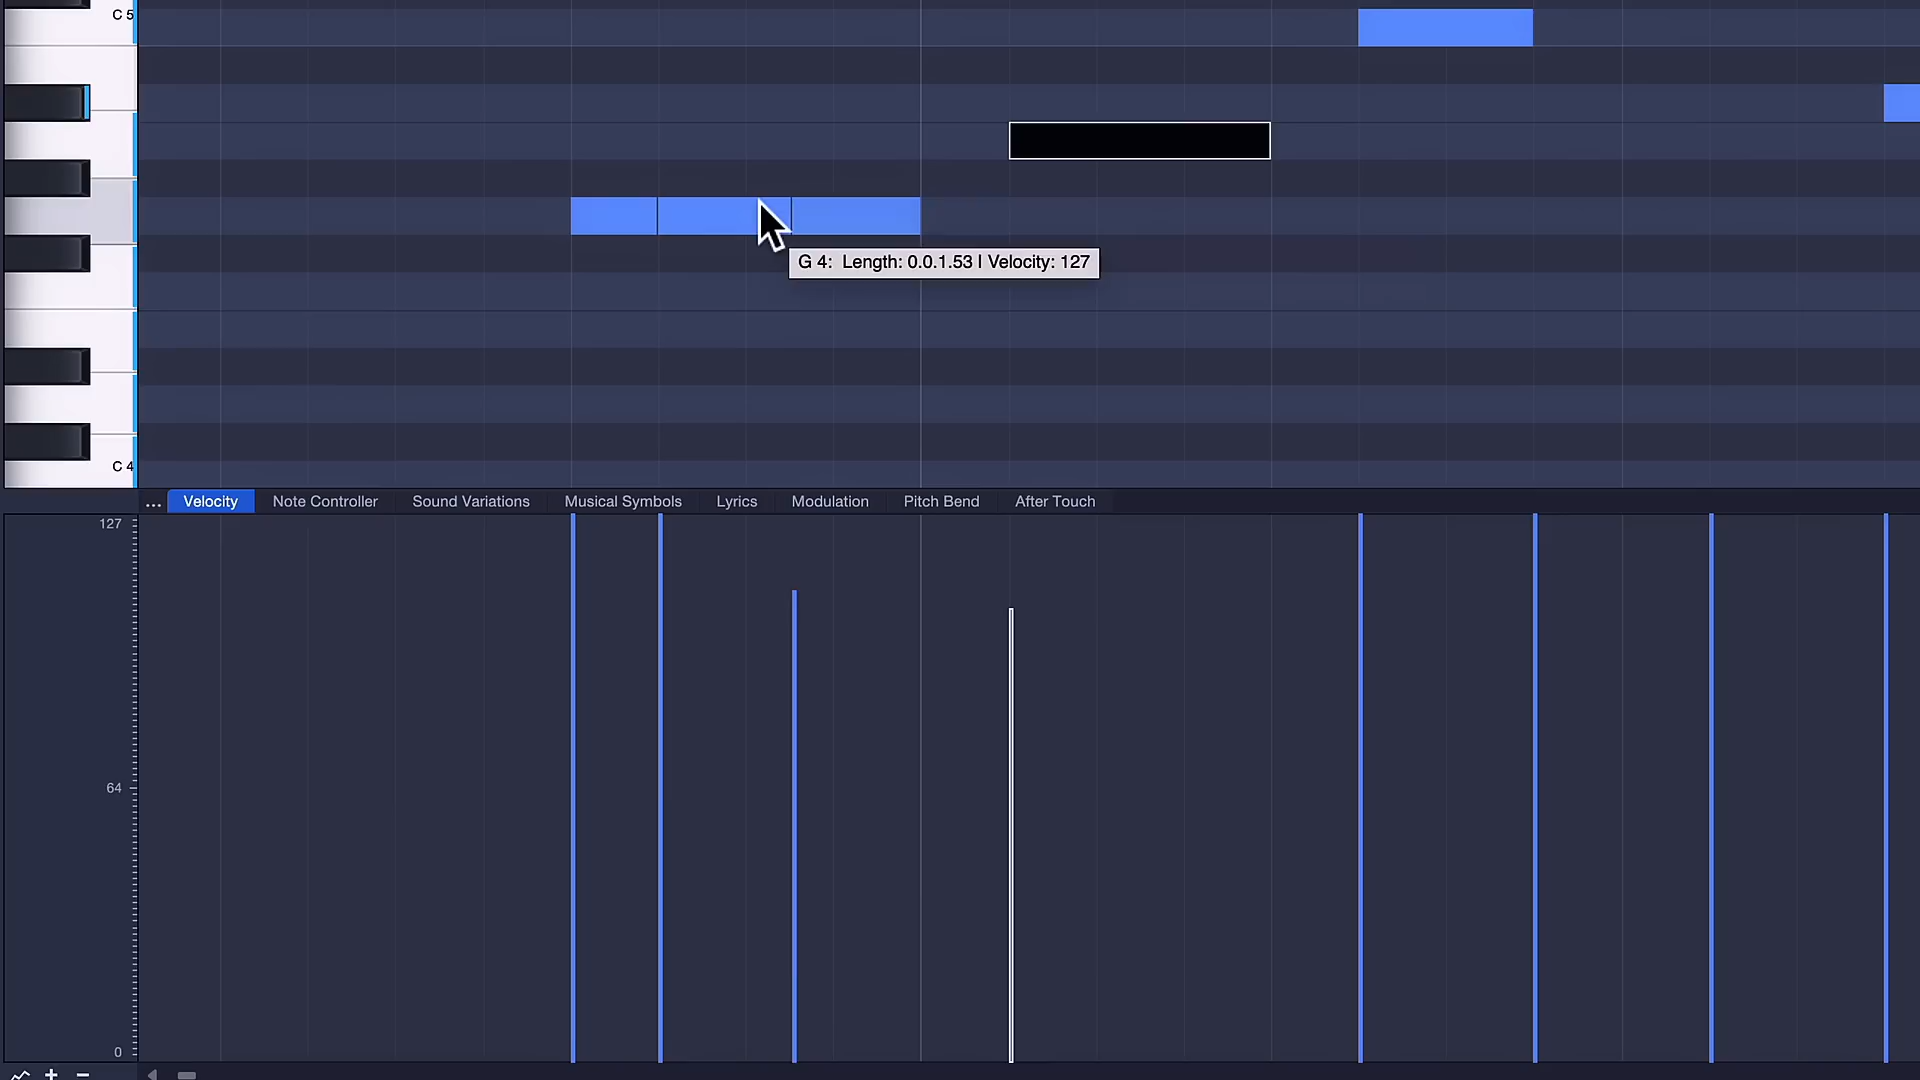 C 5
G 4: Length: 0.0.1.53 | Velocity: 127
C 4
... Velocity Note Controller Sound Variations Musical Symbols Lyrics Modulation Pitch Bend After Touch
127
64
0